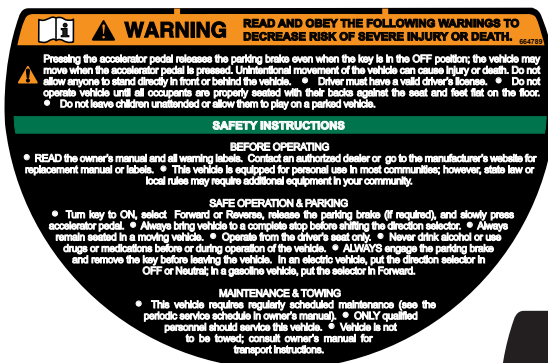 WARNING
READ AND OBEY THE FOLLOWING WARNINGS TO
DECREASE RISK OF SEVERE INJURY OR DEATH.
664789
Pressing the accelerator pedal releases the parking brake even when the key is in the OFF position; the vehicle may
move when the accelerator pedal is pressed. Unintentional movement of the vehicle can cause injury or death. Do not
allow anyone to stand directly in front or behind the vehicle. • Driver must have a valid driver's license. • Do not
operate vehicle until all occupants are properly seated with their backs against the seat and feet flat on the floor.
• Do not leave children unattended or allow them to play on a parked vehicle.
SAFETY INSTRUCTIONS
BEFORE OPERATING
• READ the owner's manual and all warning labels. Contact an authorized dealer or go to the manufacturer's website for
replacement manual or labels. • This vehicle is equipped for personal use in most communities; however, state law or
local rules may require additional equipment in your community.
SAFE OPERATION & PARKING
• Turn key to ON, select Forward or Reverse, release the parking brake (if required), and slowly press
accelerator pedal. • Always bring vehicle to a complete stop before shifting the direction selector. • Always
remain seated in a moving vehicle. • Operate from the driver's seat only. • Never drink alcohol or use
drugs or medications before or during operation of the vehicle. • ALWAYS engage the parking brake
and remove the key before leaving the vehicle. In an electric vehicle, put the direction selector in
OFF or Neutral; in a gasoline vehicle, put the selector in Forward.
MAINTENANCE & TOWING
• This vehicle requires regularly scheduled maintenance (see the
periodic service schedule in owner's manual). • ONLY qualified
personnel should service this vehicle. • Vehicle is not
to be towed; consult owner's manual for
transport instructions.